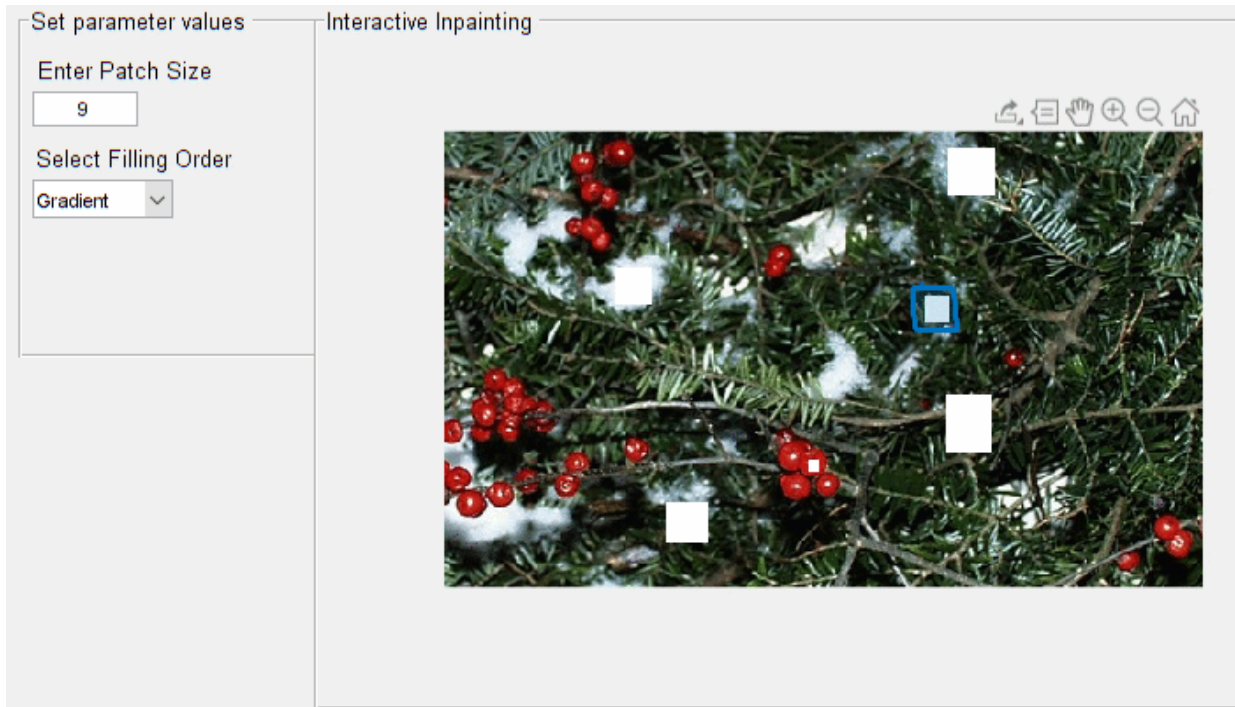 Set parameter values
Enter Patch Size
9
Select Filling Order
Gradient
Interactive Inpainting